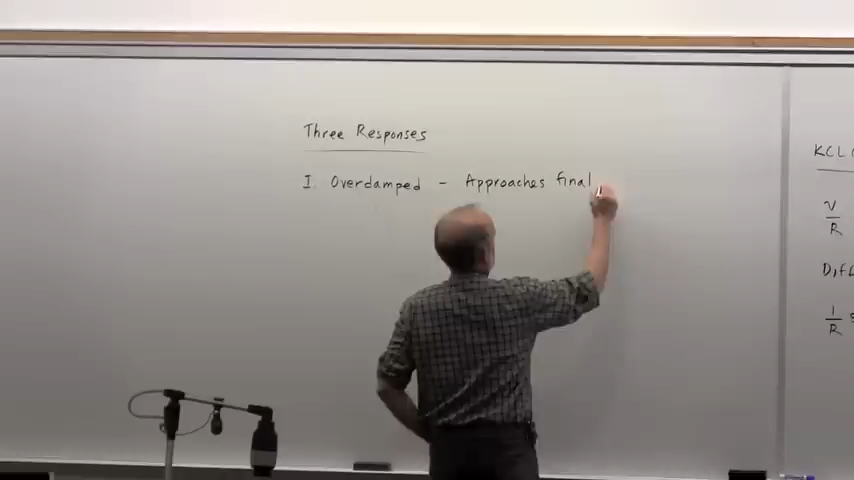 Three Responses
I. Overdamped - Approaches final
KCL
V
R
Diff
1
R